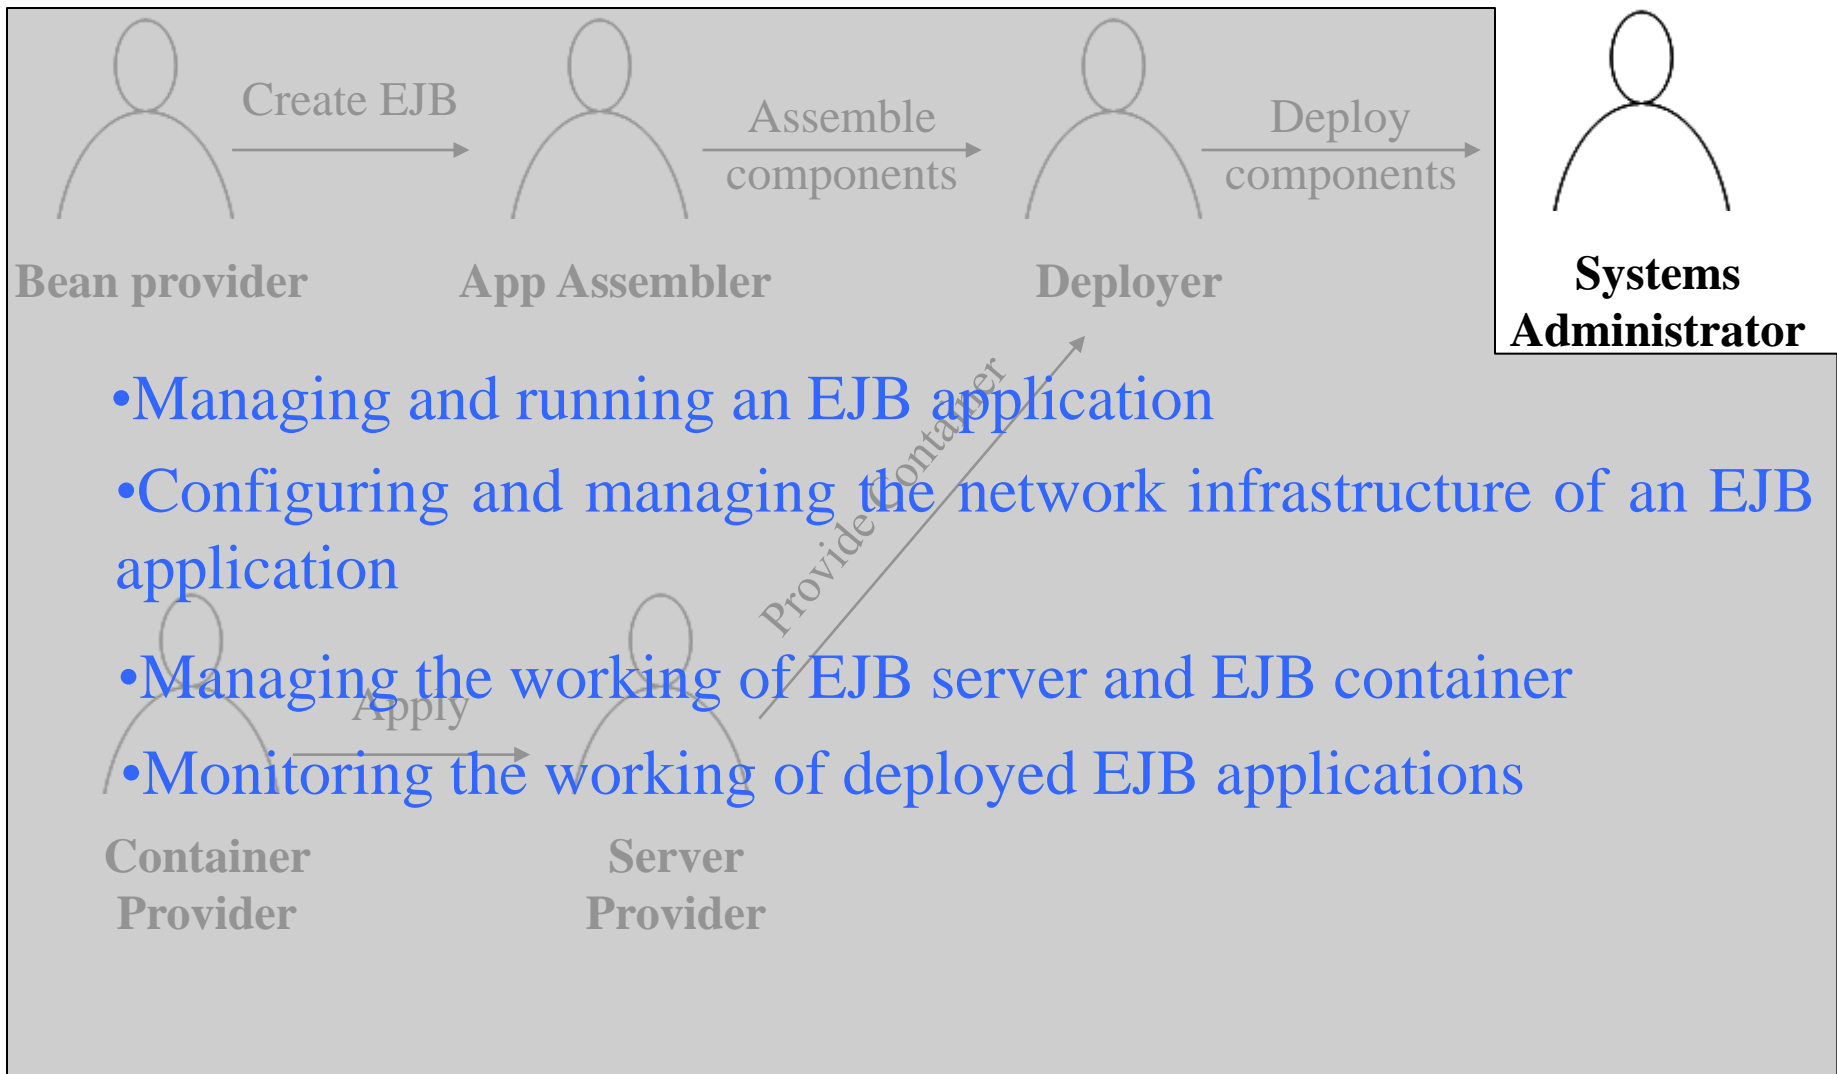 Create EJB
Assemble
components
Deploy
components
Bean provider
App Assembler
Deployer
Systems
Administrator
Provide Container
•Managing and running an EJB application
•Configuring and managing the network infrastructure of an EJB
application
•Managing the working of EJB server and EJB container
Apply
•Monitoring the working of deployed EJB applications
Container
Provider
Server
Provider